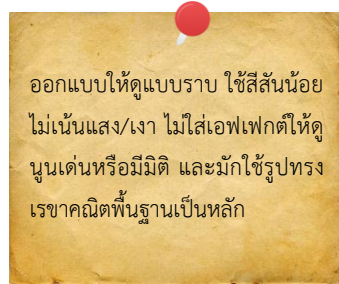 ออกแบบให้ดูแบบราบ ใช้สีสันน้อย
ไม่เน้นแสง/เงา ไม่ใส่เอฟเฟกต์ให้ดู
นูนเด่นหรือมีมิติ และมักใช้รูปทรง
เรขาคณิตพื้นฐานเป็นหลัก